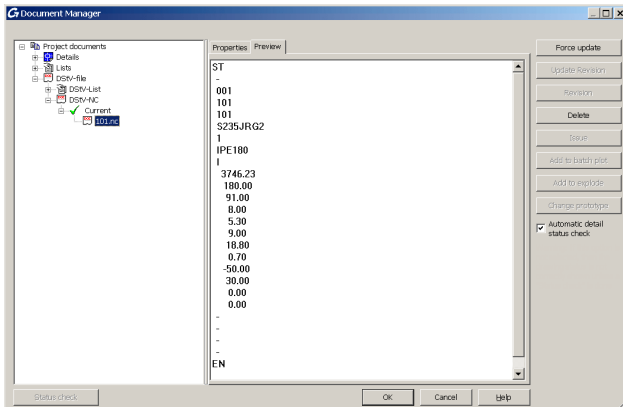 Document Manager
Project documents
Details
Lists
DStV-file
DStV-List
DStV-NC
Current
101.nc
Properties
Preview
ST
-
001
101
101
S235JRG2
1
IPE180
I
3746.23
180.00
91.00
8.00
5.30
9.00
18.80
0.70
-50.00
30.00
0.00
0.00
-
-
-
-
EN
Force update
Update Revision
Revision
Delete
Issue
Add to batch plot
Add to explode
Change prototype
Automatic detail
status check
Status check
OK
Cancel
Help